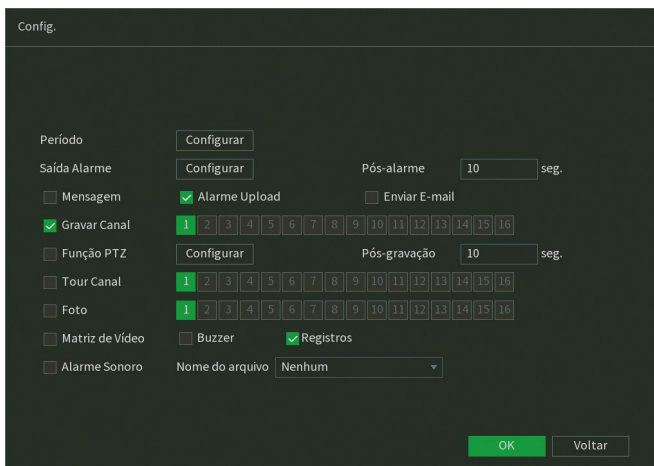 Config.
Período Configurar
Saída Alarme Configurar Pós-alarme 10 seg.
Mensagem Alarme Upload Enviar E-mail
Gravar Canal 1 2 3 4 5 6 7 8 9 10 11 12 13 14 15 16
Função PTZ Configurar Pós-gravação 10 seg.
Tour Canal 1 2 3 4 5 6 7 8 9 10 11 12 13 14 15 16
Foto 1 2 3 4 5 6 7 8 9 10 11 12 13 14 15 16
Matriz de Vídeo Buzzer Registros
Alarme Sonoro Nome do arquivo Nenhum
OK Voltar